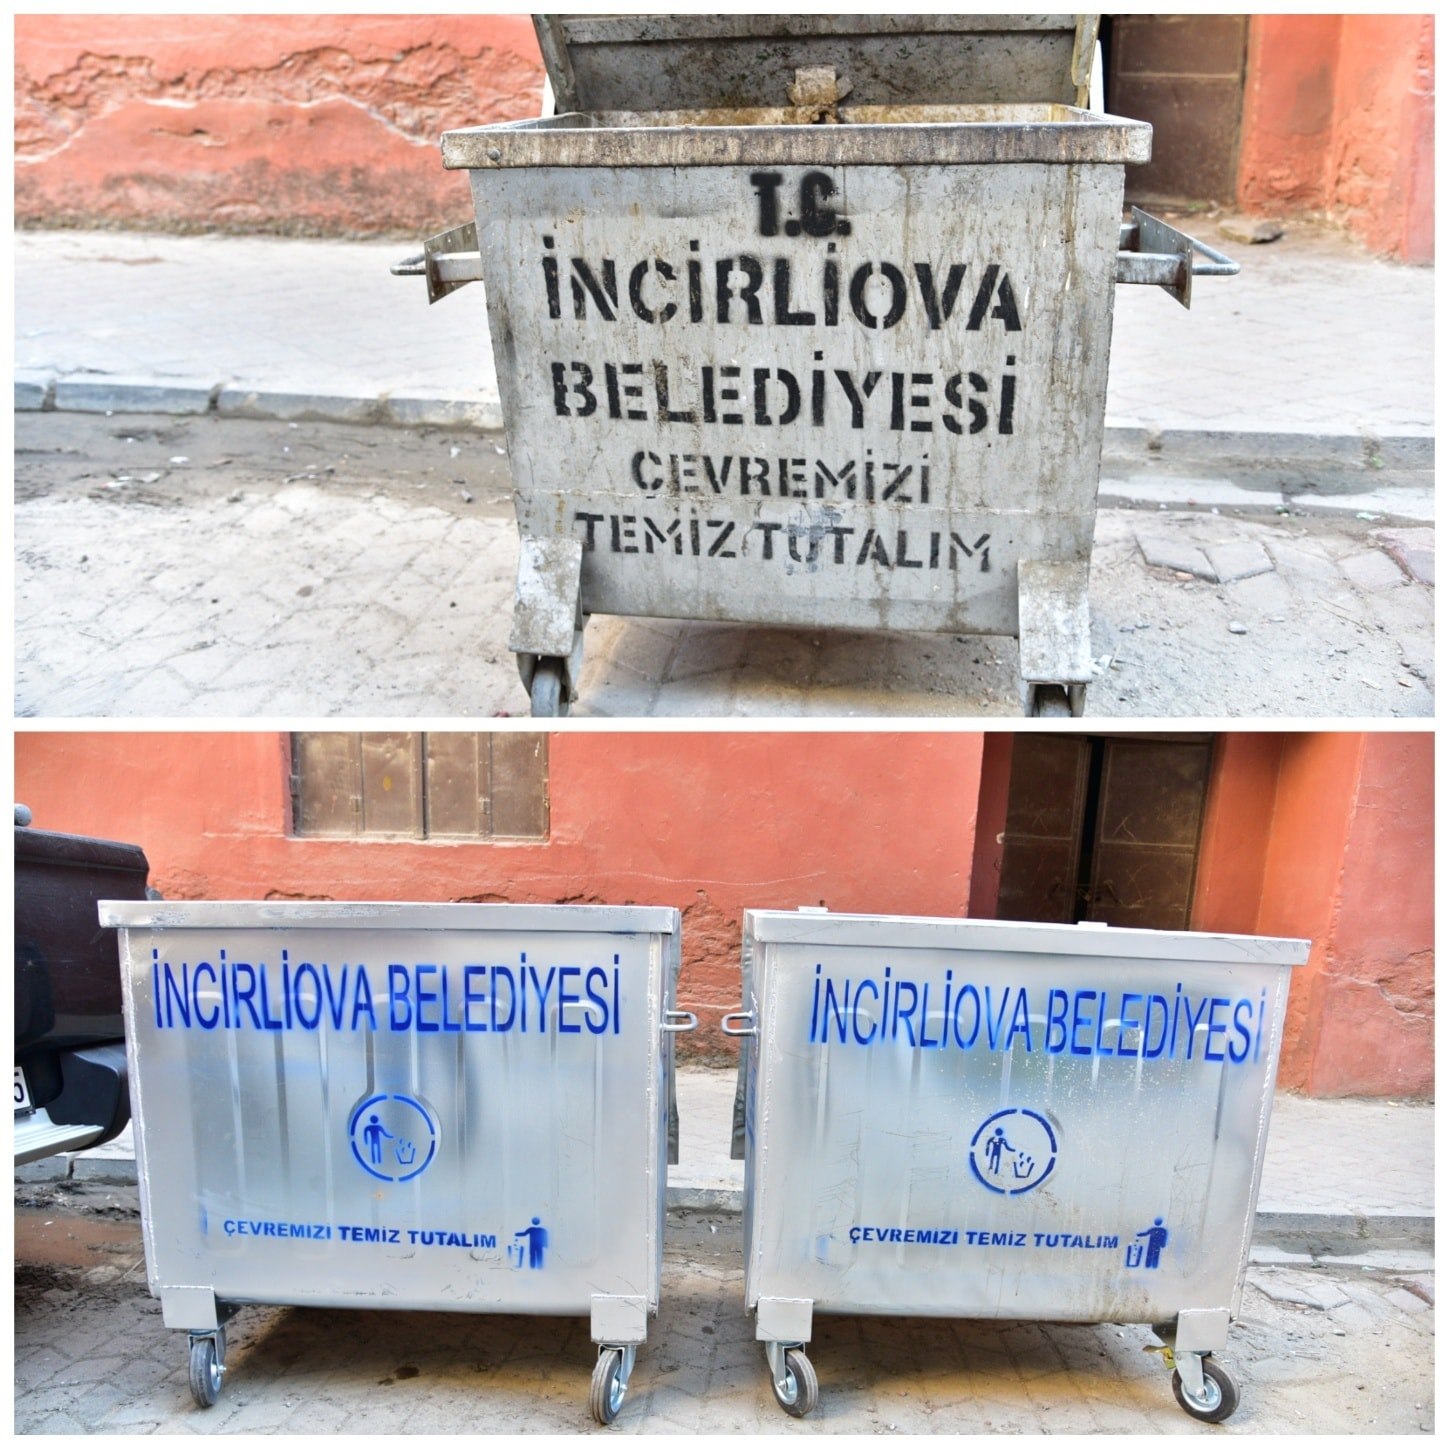 T.C.
İNCİRLİOVA
BELEDİYESİ
ÇEVREMİZİ
TEMİZ TUTALIM
İNCİRLİOVA BELEDİYESİ
ÇEVREMİZİ TEMİZ TUTALIM
İNCİRLİOVA BELEDİYESİ
ÇEVREMİZİ TEMİZ TUTALIM
5